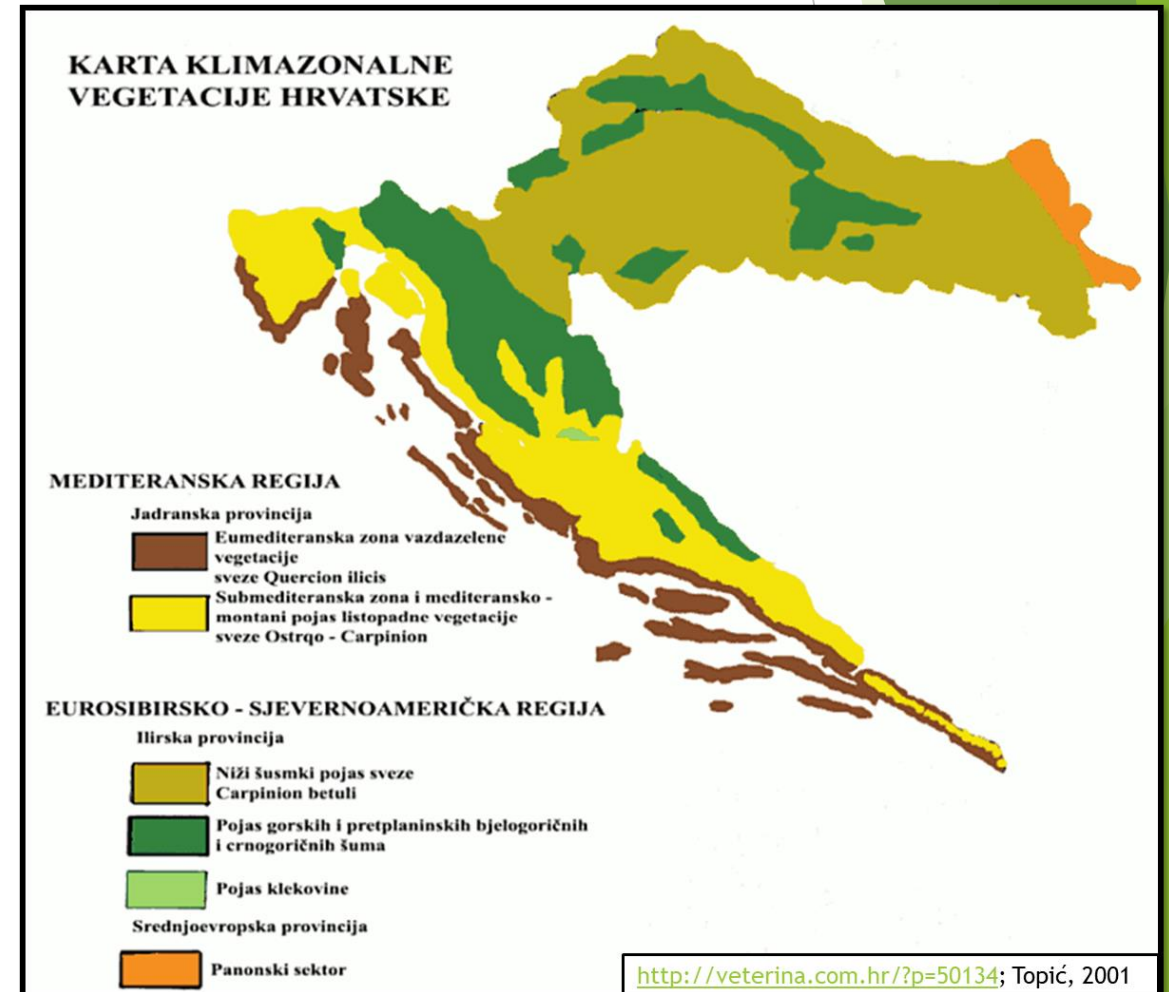 KARTA KLIMAZONALNE
VEGETACIJE HRVATSKE
MEDITERANSKA REGIJA
Jadranska provincija
Eumediteranska zona vazdazelene
vegetacije
sveze Quercion ilicis
Submediteranska zona i mediteransko -
montani pojas listopadne vegetacije
sveze Ostrqo - Carpinion
EUROSIBIRSKO - SJEVERNOAMERIČKA REGIJA
Ilirska provincija
Niži šusmki pojas sveze
Carpinion betuli
Pojas gorskih i pretplaninskih bjelogoričnih
i crnogoričnih šuma
Pojas klekovine
Srednjoevropska provincija
Panonski sektor
http://veterina.com.hr/?p=50134; Topić, 2001